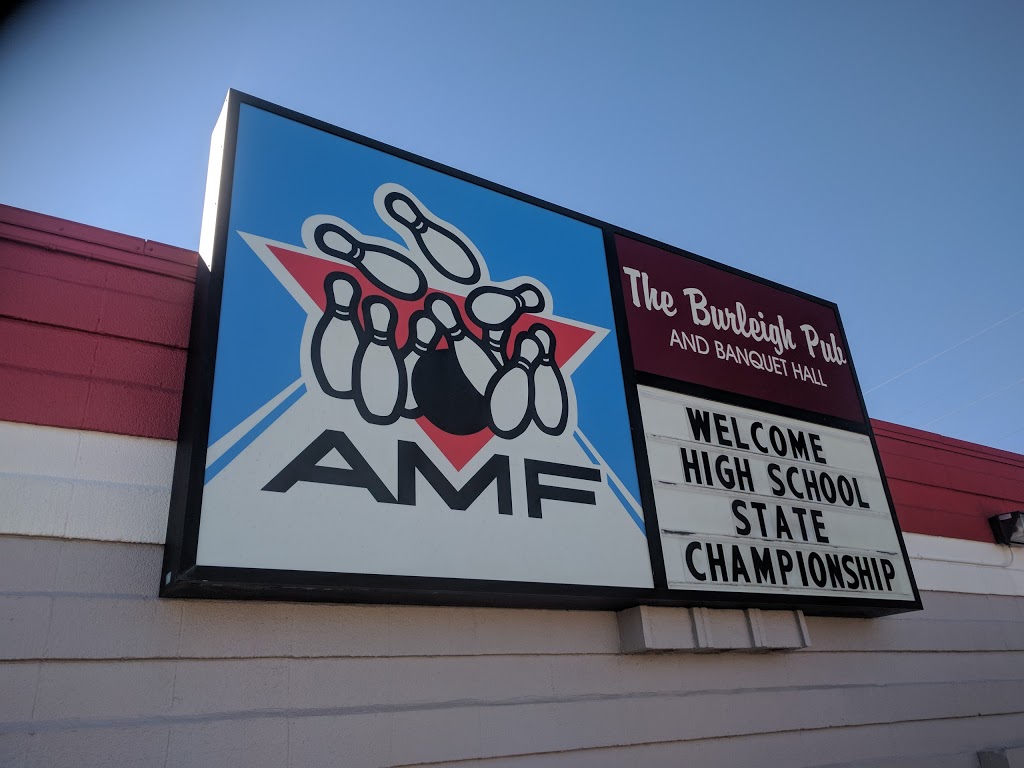 AMF
The Burleigh Pub
AND BANQUET HALL
WELCOME
HIGH SCHOOL
STATE
CHAMPIONSHIP